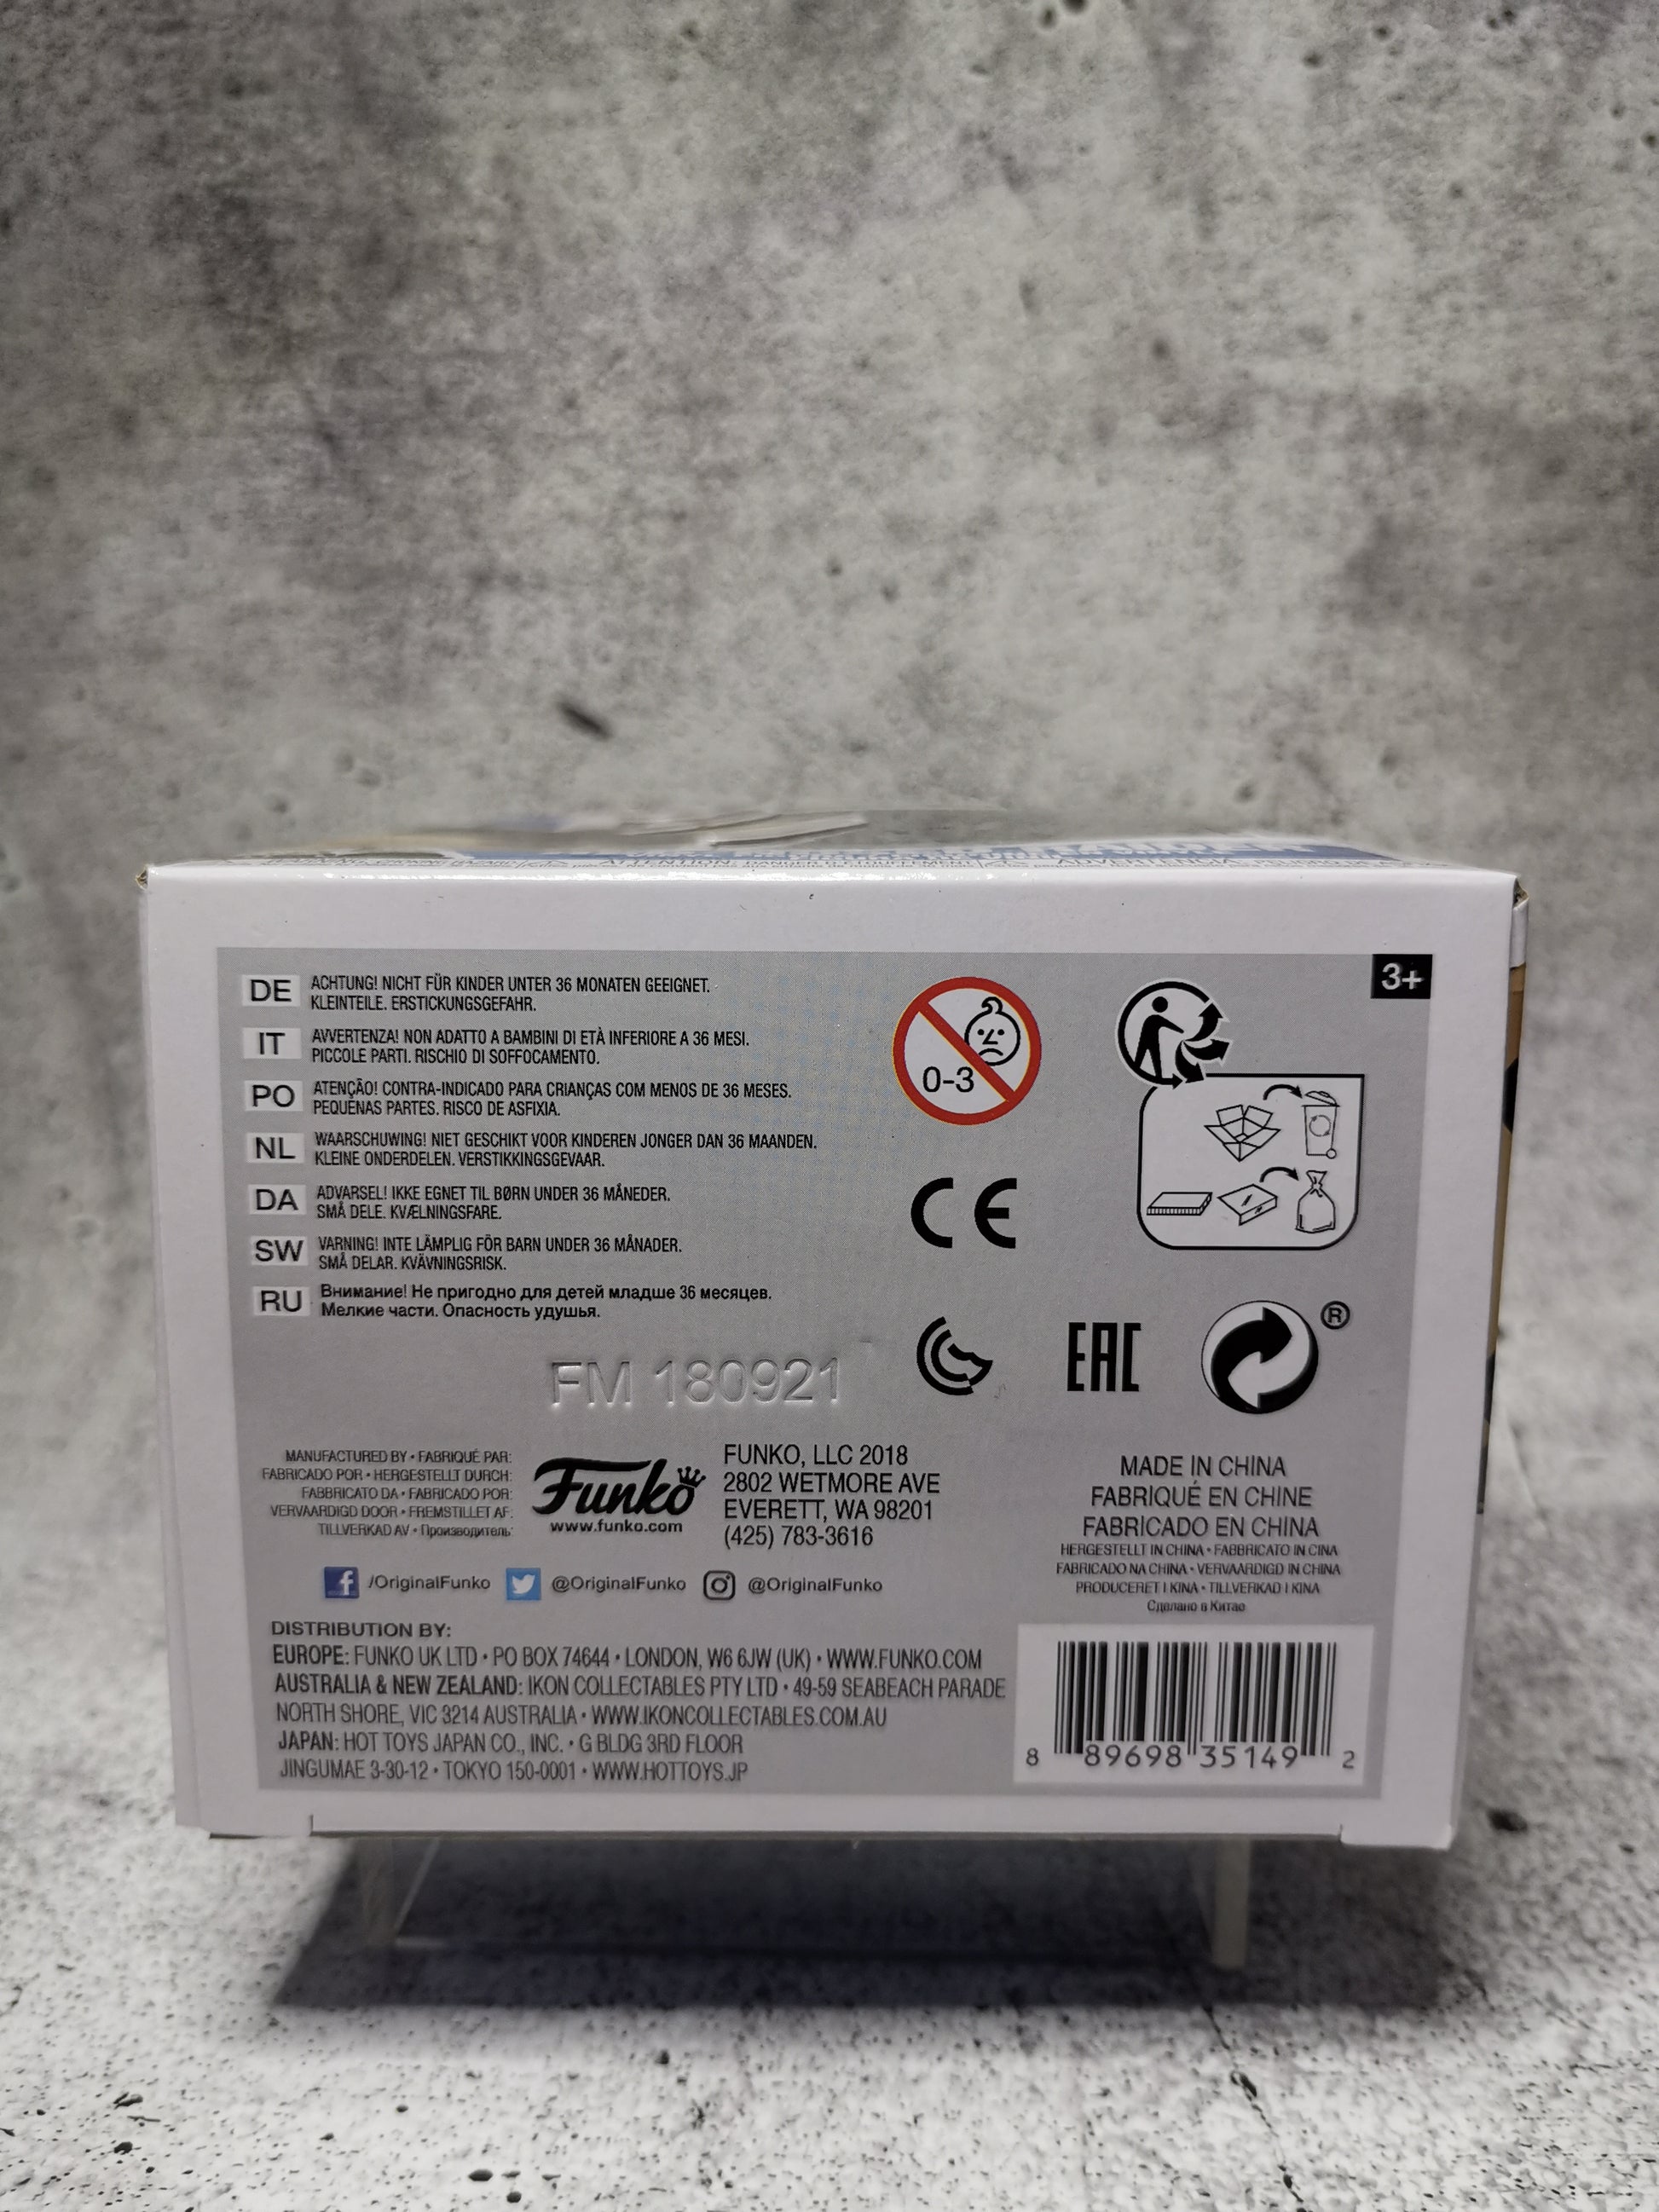 ATTENTION:
3+
DE ACHTUNG! NICHT FÜR KINDER UNTER 36 MONATEN GEEIGNET.
KLEINTEILE. ERSTICKUNGSGEFAHR.
IT AVVERTENZA! NON ADATTO A BAMBINI DI ETÀ INFERIORE A 36 MESI.
PICCOLE PARTI. RISCHIO DI SOFFOCAMENTO.
PO ATENÇÃO! CONTRA-INDICADO PARA CRIANÇAS COM MENOS DE 36 MESES.
PEQUENAS PARTES. RISCO DE ASFIXIA.
NL WAARSCHUWING! NIET GESCHIKT VOOR KINDEREN JONGER DAN 36 MAANDEN.
KLEINE ONDERDELEN. VERSTIKKINGSGEVAAR.
DA ADVARSEL! IKKE EGNET TIL BØRN UNDER 36 MÅNEDER.
SMÅ DELE. KVÆLNINGSFARE.
SW VARNING! INTE LÄMPLIG FÖR BARN UNDER 36 MÅNADER.
SMÅ DELAR. KVÄVNINGSRISK.
RU Внимание! Не пригодно для детей младше 36 месяцев.
Мелкие части. Опасность удушья.
0-3
CE
EAC
®
FM 180921
MANUFACTURED BY • FABRIQUÉ PAR:
FABRICADO POR • HERGESTELLT DURCH:
FABBRICATO DA • FABRICADO POR:
VERVAARDIGD DOOR • FREMSTILLET AF:
TILLVERKAD AV • Производитель:
Funko
www.funko.com
FUNKO, LLC 2018
2802 WETMORE AVE
EVERETT, WA 98201
(425) 783-3616
MADE IN CHINA
FABRIQUÉ EN CHINE
FABRICADO EN CHINA
HERGESTELLT IN CHINA • FABBRICATO IN CINA
FABRICADO NA CHINA • VERVAARDIGD IN CHINA
PRODUCERET I KINA • TILLVERKAD I KINA
Сделано в Китае
/OriginalFunko @OriginalFunko @OriginalFunko
DISTRIBUTION BY:
EUROPE: FUNKO UK LTD • PO BOX 74644 • LONDON, W6 6JW (UK) • WWW.FUNKO.COM
AUSTRALIA & NEW ZEALAND: IKON COLLECTABLES PTY LTD • 49-59 SEABEACH PARADE
NORTH SHORE, VIC 3214 AUSTRALIA • WWW.IKONCOLLECTABLES.COM.AU
JAPAN: HOT TOYS JAPAN CO., INC. • G BLDG 3RD FLOOR
JINGUMAE 3-30-12 • TOKYO 150-0001 • WWW.HOTTOYS.JP
8 89698 35149 2